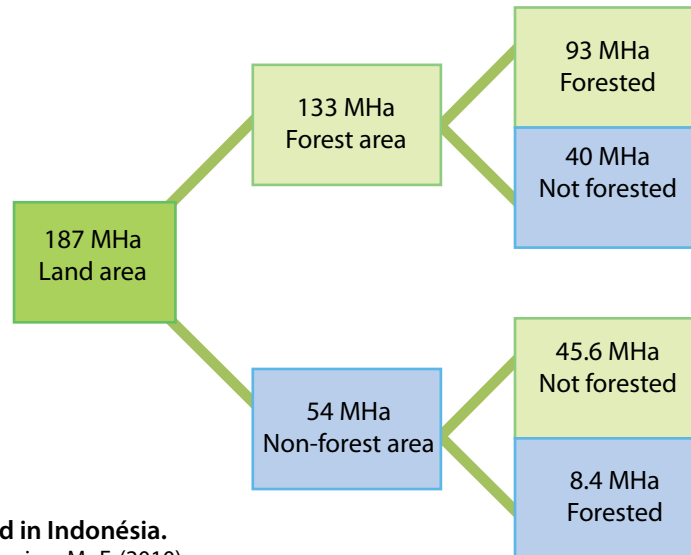 187 MHa
Land area
133 MHa
Forest area
93 MHa
Forested
40 MHa
Not forested
54 MHa
Non-forest area
45.6 MHa
Not forested
8.4 MHa
Forested
d in Indonésia.
M. F. (2010)